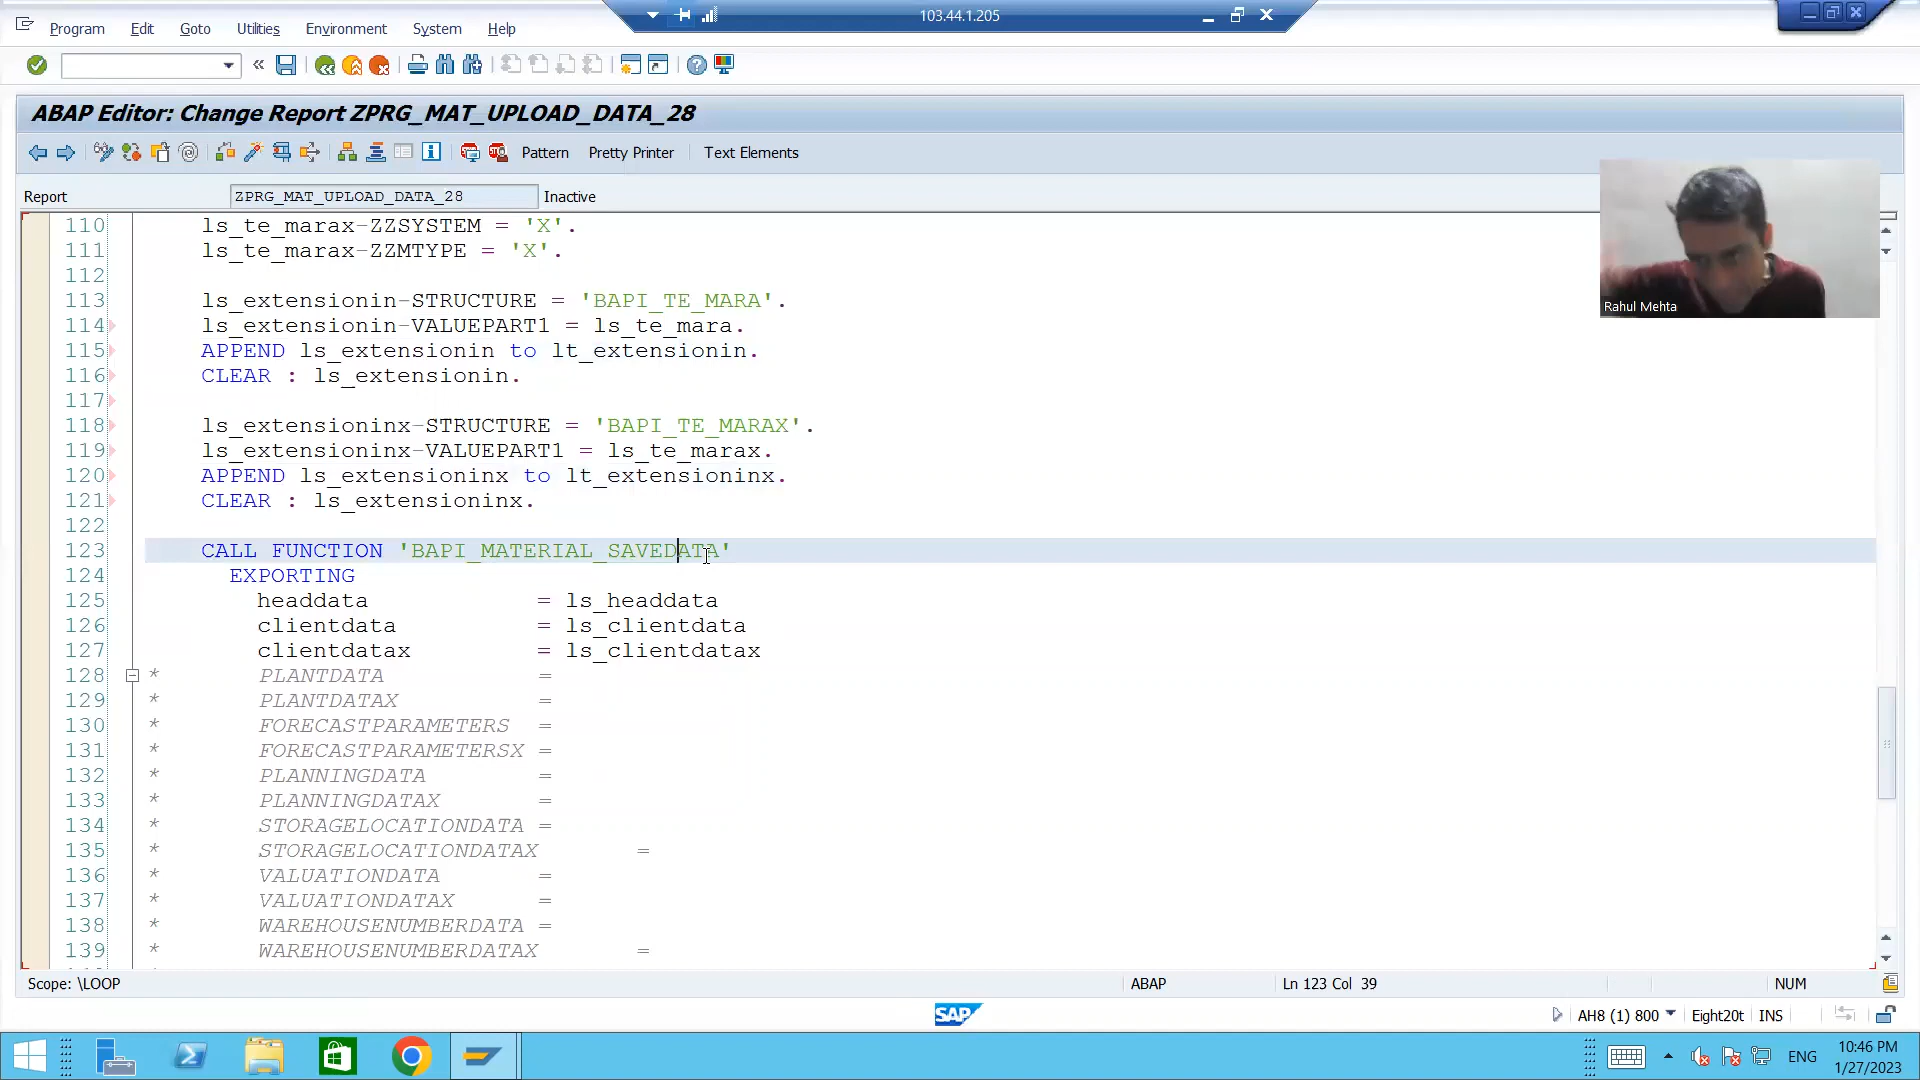 103.44.1.205
Program Edit Goto Utilities Environment System Help
ABAP Editor: Change Report ZPRG_MAT_UPLOAD_DATA_28
Pattern Pretty Printer Text Elements
Report ZPRG_MAT_UPLOAD_DATA_28 Inactive
Rahul Mehta
110 ls_te_marax-ZZSYSTEM = 'X'.
111 ls_te_marax-ZZMTYPE = 'X'.
112
113 ls_extensionin-STRUCTURE = 'BAPI_TE_MARA'.
114 ls_extensionin-VALUEPART1 = ls_te_mara.
115 APPEND ls_extensionin to lt_extensionin.
116 CLEAR : ls_extensionin.
117
118 ls_extensioninx-STRUCTURE = 'BAPI_TE_MARAX'.
119 ls_extensioninx-VALUEPART1 = ls_te_marax.
120 APPEND ls_extensioninx to lt_extensioninx.
121 CLEAR : ls_extensioninx.
122
123 CALL FUNCTION 'BAPI_MATERIAL_SAVEDATA'
124 EXPORTING
125 headdata = ls_headdata
126 clientdata = ls_clientdata
127 clientdatax = ls_clientdatax
128 * PLANTDATA =
129 * PLANTDATAX =
130 * FORECASTPARAMETERS =
131 * FORECASTPARAMETERSX =
132 * PLANNINGDATA =
133 * PLANNINGDATAX =
134 * STORAGELOCATIONDATA =
135 * STORAGELOCATIONDATAX =
136 * VALUATIONDATA =
137 * VALUATIONDATAX =
138 * WAREHOUSENUMBERDATA =
139 * WAREHOUSENUMBERDATAX =
Scope: \LOOP ABAP Ln 123 Col 39 NUM
SAP AH8 (1) 800 Eight20t INS
ENG 10:46 PM
1/27/2023